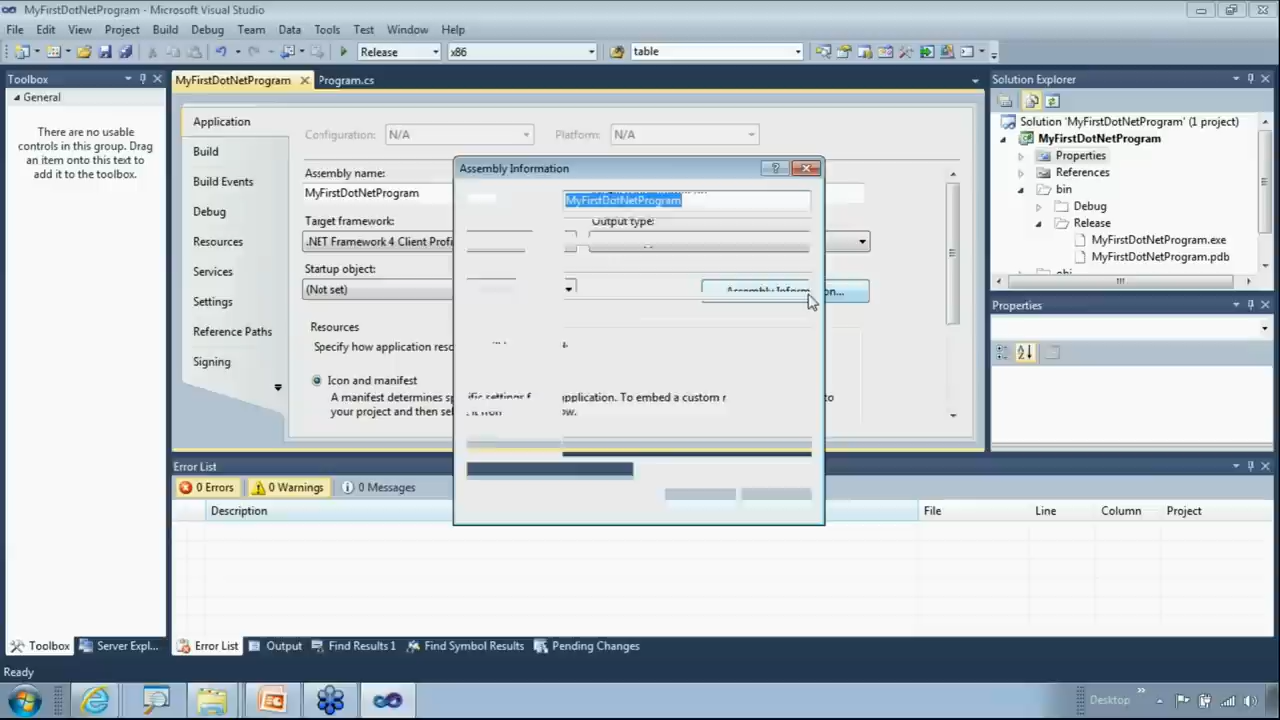 MyFirstDotNetProgram - Microsoft Visual Studio
File Edit View Project Build Debug Team Data Tools Test Window Help
Release x86 table
Toolbox
General
There are no usable
controls in this group. Drag
an item onto this text to
add it to the toolbox.
MyFirstDotNetProgram Program.cs
Application
Build
Build Events
Debug
Resources
Services
Settings
Reference Paths
Signing
Configuration: N/A Platform: N/A
Assembly name:
MyFirstDotNetProgram
Target framework:
.NET Framework 4 Client Profi
Output type:
Startup object:
(Not set)
Assembly Information...
Resources
Specify how application reso
Icon and manifest
A manifest determines specific settings f application. To embed a custom to
your project and then sel
Assembly Information
MyFirstDotNetProgram
Solution Explorer
Solution 'MyFirstDotNetProgram' (1 project)
MyFirstDotNetProgram
Properties
References
bin
Debug
Release
MyFirstDotNetProgram.exe
MyFirstDotNetProgram.pdb
Properties
Error List
0 Errors 0 Warnings 0 Messages
Description File Line Column Project
Toolbox Server Expl...
Error List Output Find Results 1 Find Symbol Results Pending Changes
Ready
Desktop